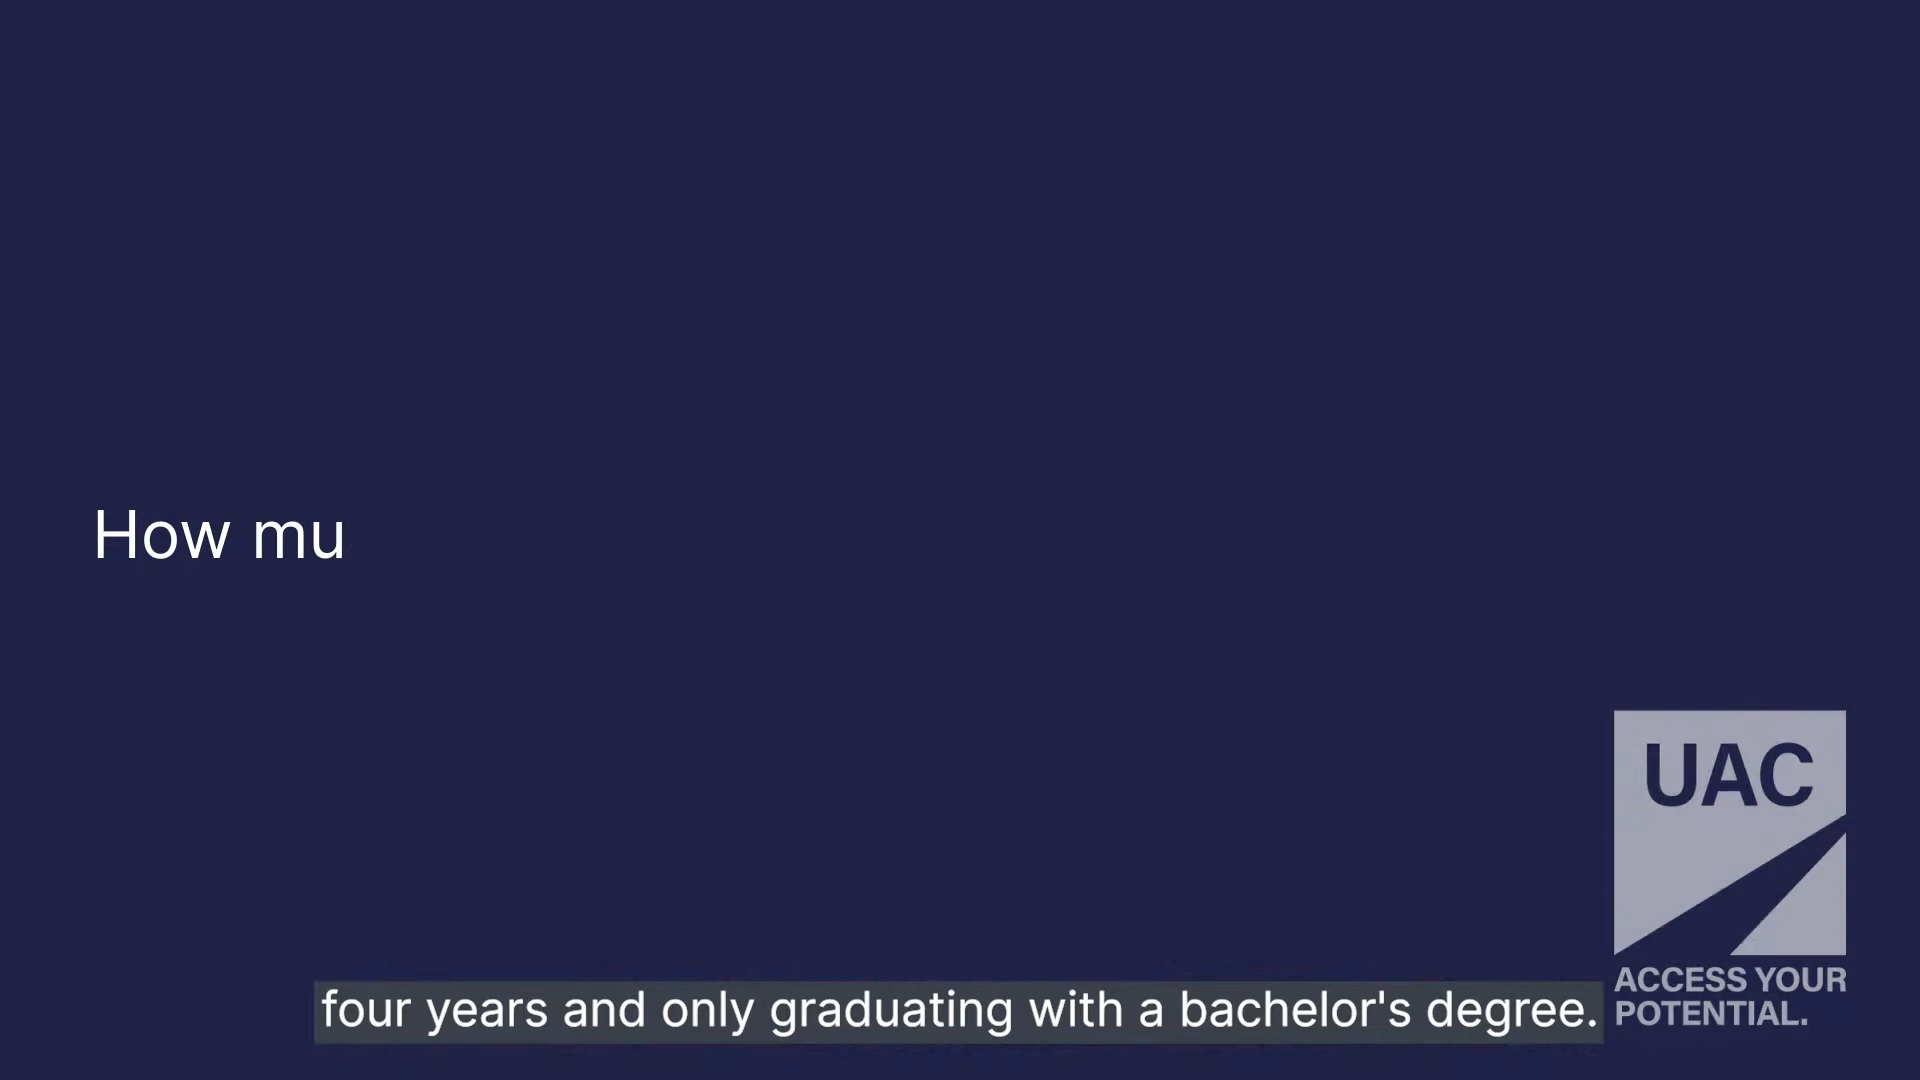 How mu
UAC
ACCESS YOUR
POTENTIAL.
four years and only graduating with a bachelor's degree.